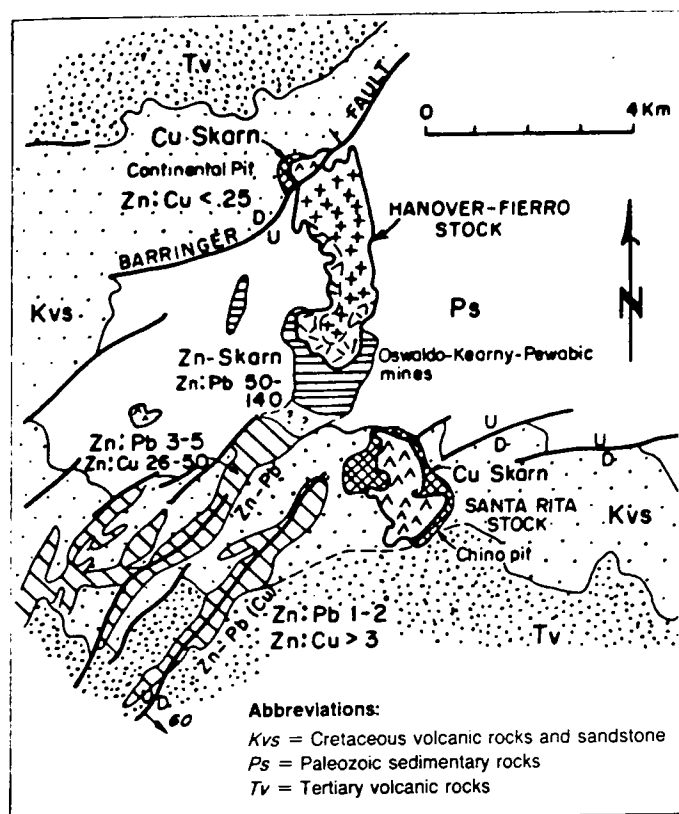 Tv
FAULT
0 4 Km
Cu Skarn
Continental Pit
Zn: Cu < .25
HANOVER-FIERRO
STOCK
D
U
BARRINGER
Kvs
Ps
N
Zn-Skarn
Zn: Pb 50-
140
Oswaldo-Kearny-Pewabic
mines
? ?
U
D
U
D
Zn: Pb 3-5
Zn: Cu 26-50
Zn-Pb
Cu Skarn
SANTA RITA
STOCK
Kvs
Chino pit
Zn-Pb (Cu)
Zn: Pb 1-2
Zn: Cu > 3
Tv
U
D
60
Abbreviations:
Kvs = Cretaceous volcanic rocks and sandstone
Ps = Paleozoic sedimentary rocks
Tv = Tertiary volcanic rocks